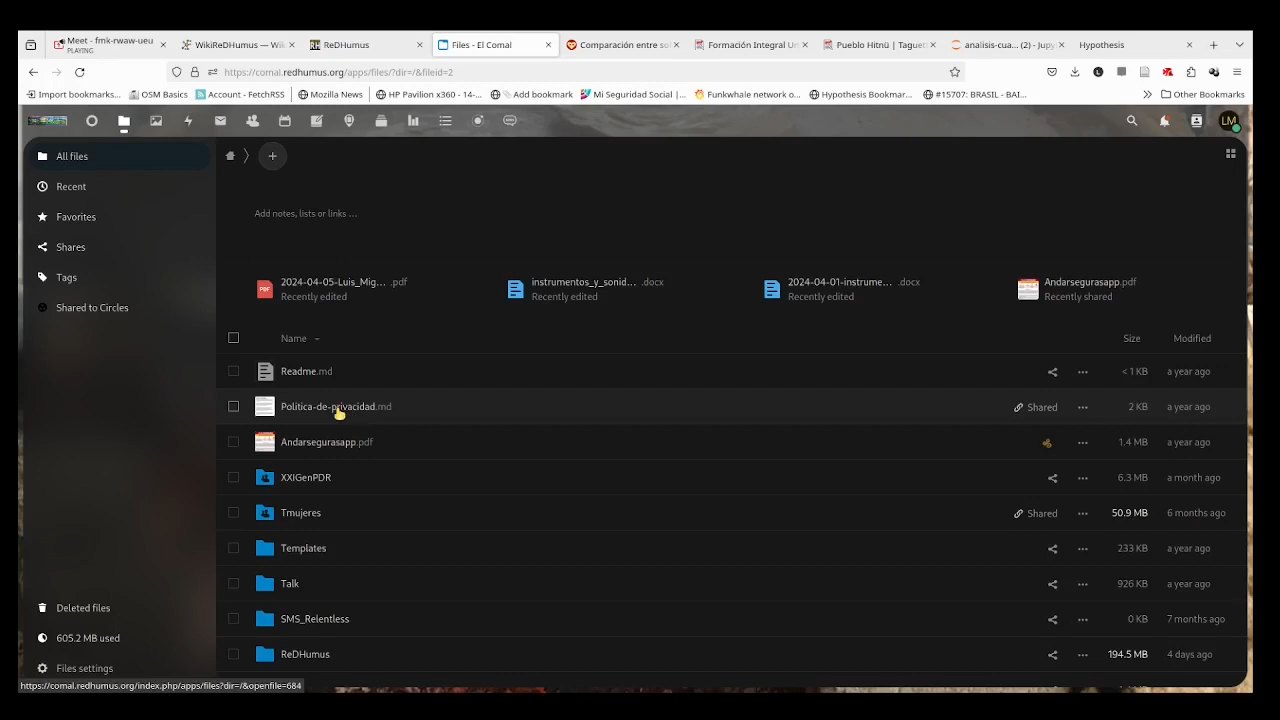 Meet - fmk-rwaw-ueu
PLAYING
WikiReDHumus — Wi
ReDHumus
Files - El Comal
Comparación entre so
Formación Integral Un
Pueblo Hitnü | Tague
analisis-cua... (2) - Jupy
Hypothesis
https://comal.redhumus.org/apps/files/?dir=/&fileid=2
Import bookmarks...
OSM Basics
Account - FetchRSS
Mozilla News
HP Pavilion x360 - 14-...
Add bookmark
Mi Seguridad Social |...
Funkwhale network o...
Hypothesis Bookmar...
#15707: BRASIL - BAI...
Other Bookmarks
LM
All files
Recent
Favorites
Shares
Tags
Shared to Circles
Add notes, lists or links ...
2024-04-05-Luis_Mig... .pdf
Recently edited
instrumentos_y_sonid... .docx
Recently edited
2024-04-01-instrume... .docx
Recently edited
Andarsegurasapp.pdf
Recently shared
Name Size Modified
Readme.md < 1 KB a year ago
Politica-de-privacidad.md Shared 2 KB a year ago
Andarsegurasapp.pdf 1.4 MB a year ago
XXIGenPDR 6.3 MB a month ago
Tmujeres Shared 50.9 MB 6 months ago
Templates 233 KB a year ago
Talk 926 KB a year ago
SMS_Relentless 0 KB 7 months ago
ReDHumus 194.5 MB 4 days ago
Deleted files
605.2 MB used
Files settings
https://comal.redhumus.org/index.php/apps/files?dir=/&openfile=684